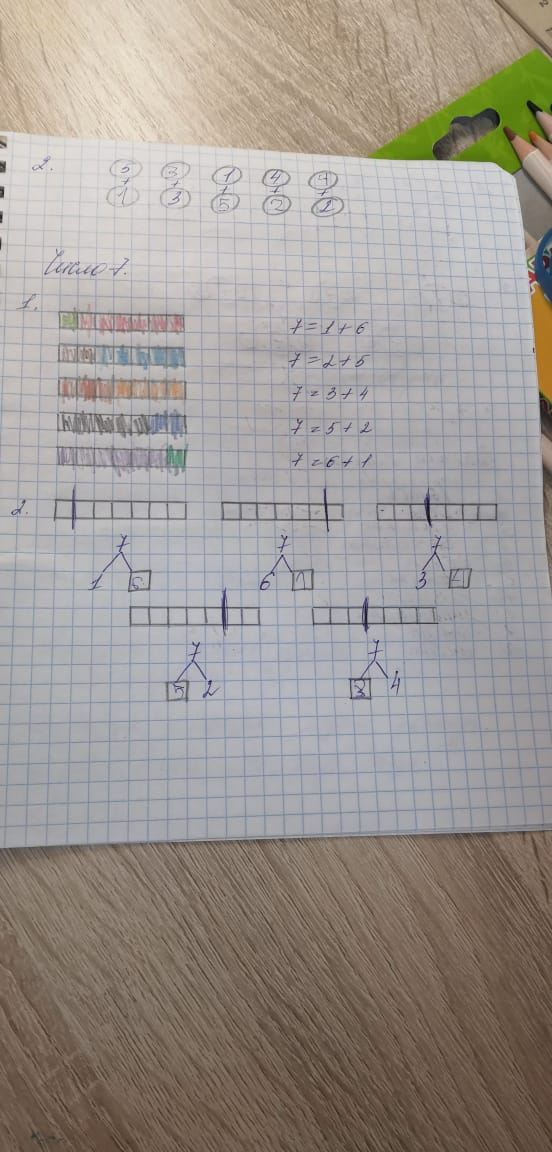 2. 5 3 1 4 4
+ + + + +
1 3 5 2 2
Число 7.
1.
7 = 1 + 6
7 = 2 + 5
7 = 3 + 4
7 = 5 + 2
7 = 6 + 1
2.
7 7 7
1 6 6 1 3 4
7 7
5 2 3 4